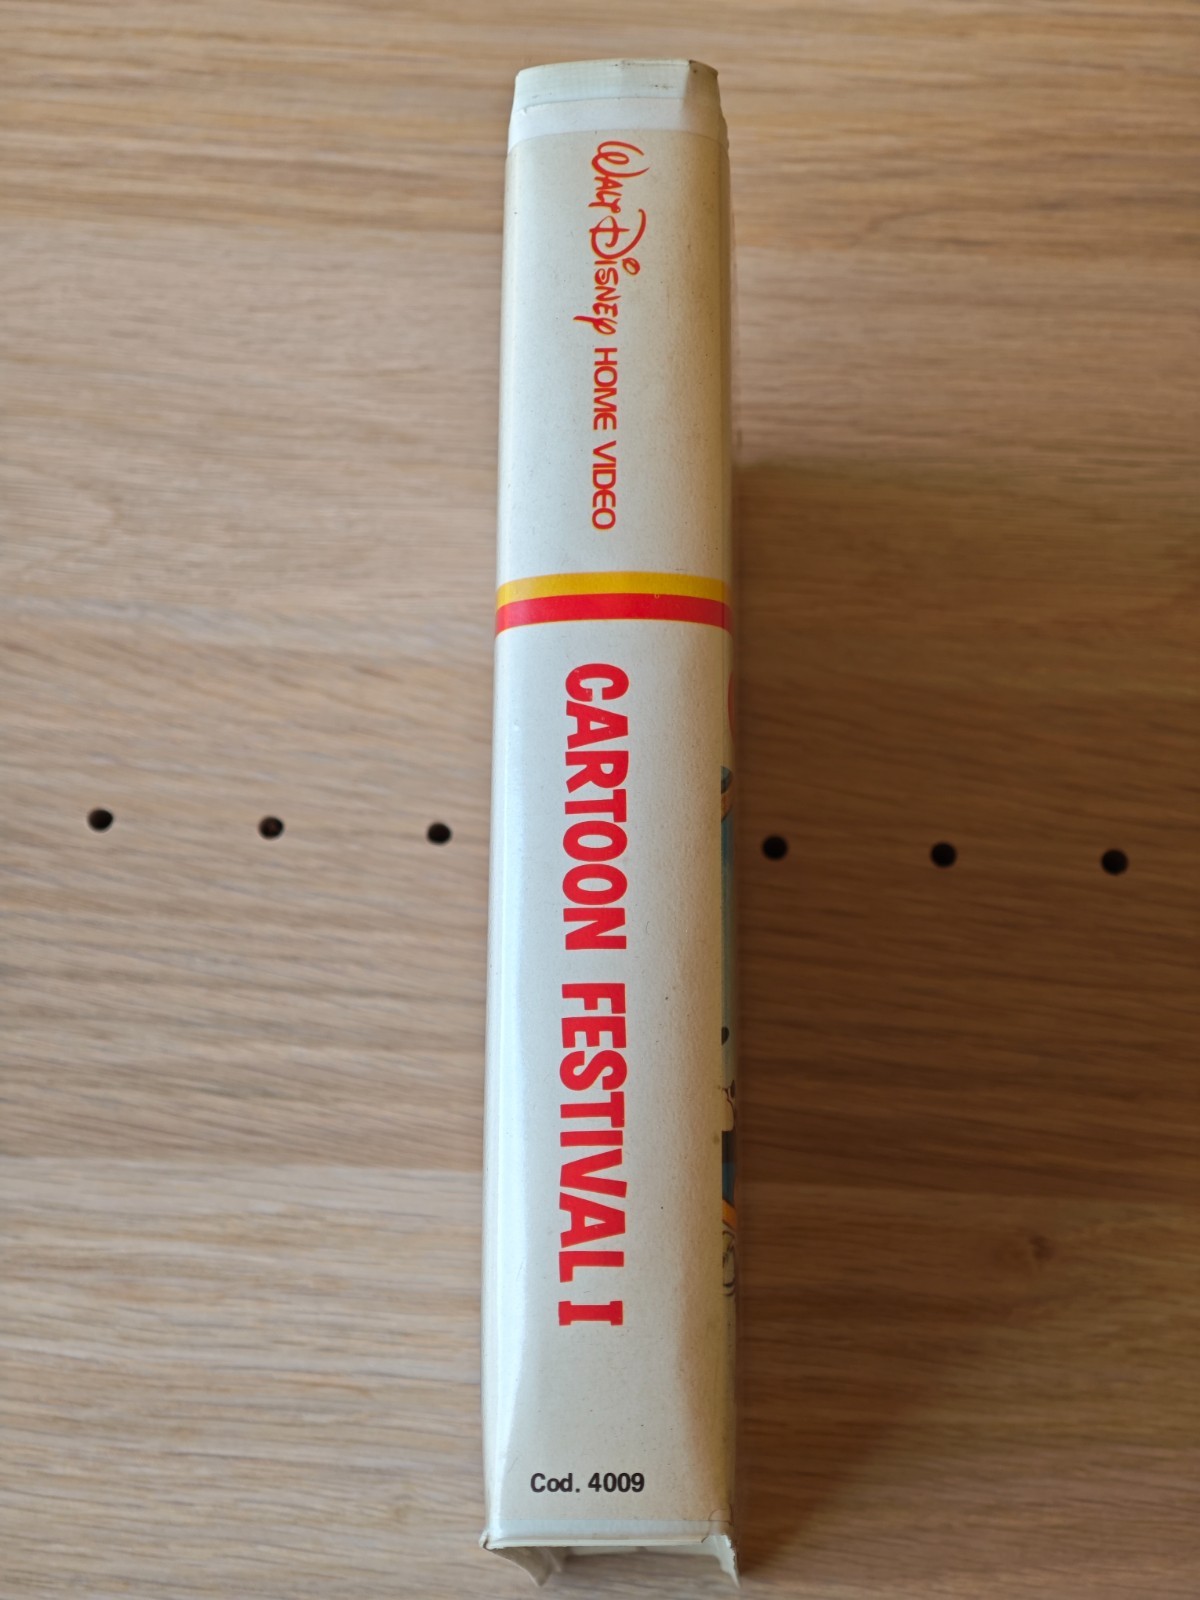 WALT DISNEY HOME VIDEO
CARTOON FESTIVAL I
Cod. 4009